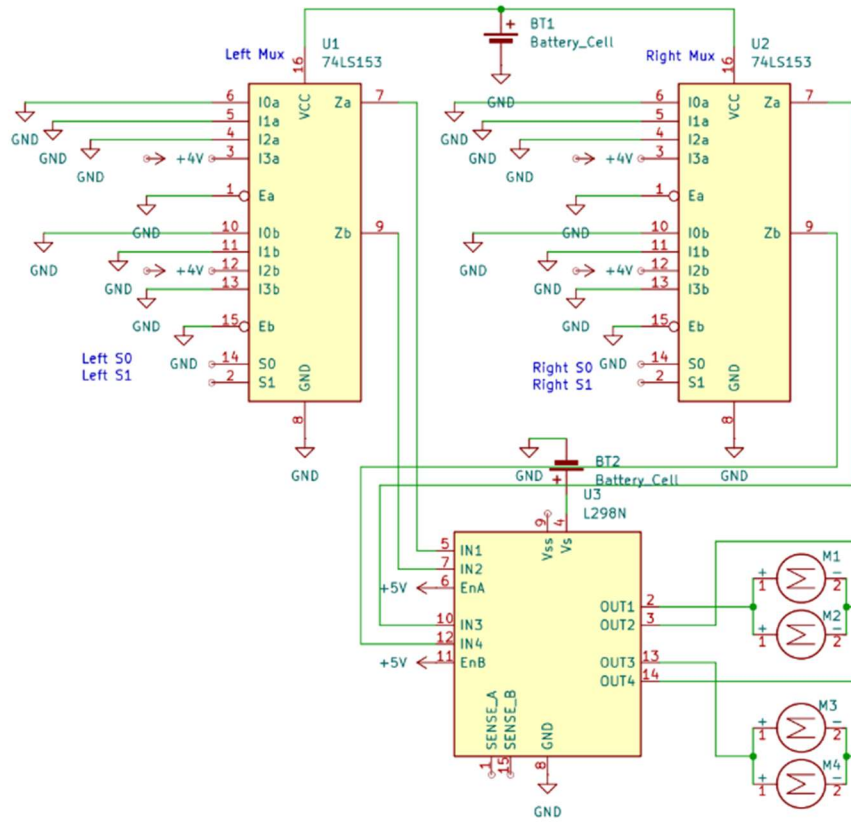 BT1
Battery_Cell
GND
Left Mux
U1
74LS153
16
VCC
6 I0a
5 I1a
4 I2a
3 I3a
1 Ea
10 I0b
11 I1b
12 I2b
13 I3b
15 Eb
14 S0
2 S1
Za 7
Zb 9
GND
8
GND
GND
GND
GND
+4V
GND
GND
GND
+4V
GND
GND
Left S0
Left S1
Right Mux
U2
74LS153
16
VCC
6 I0a
5 I1a
4 I2a
3 I3a
1 Ea
10 I0b
11 I1b
12 I2b
13 I3b
15 Eb
14 S0
2 S1
Za 7
Zb 9
GND
8
GND
GND
GND
GND
+4V
GND
GND
GND
+4V
GND
GND
Right S0
Right S1
GND
BT2
Battery_Cell
U3
L298N
9 Vss
4 Vs
5 IN1
7 IN2
+5V 6 EnA
10 IN3
12 IN4
+5V 11 EnB
OUT1 2
OUT2 3
OUT3 13
OUT4 14
SENSE_A 1
SENSE_B 15
GND 8
GND
M1
+ −
1 2
M2
+ −
1 2
M3
+ −
1 2
M4
+ −
1 2